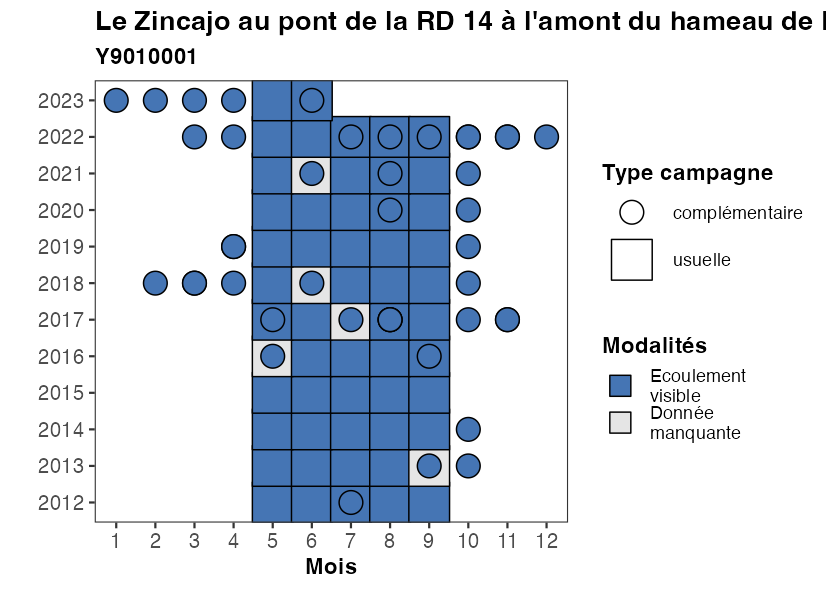 Le Zincajo au pont de la RD 14 à l'amont du hameau de
Y9010001
2023
2022
2021
2020
2019
2018
2017
2016
2015
2014
2013
2012
1 2 3 4 5 6 7 8 9 10 11 12
Mois
Type campagne
complémentaire
usuelle
Modalités
Ecoulement
visible
Donnée
manquante